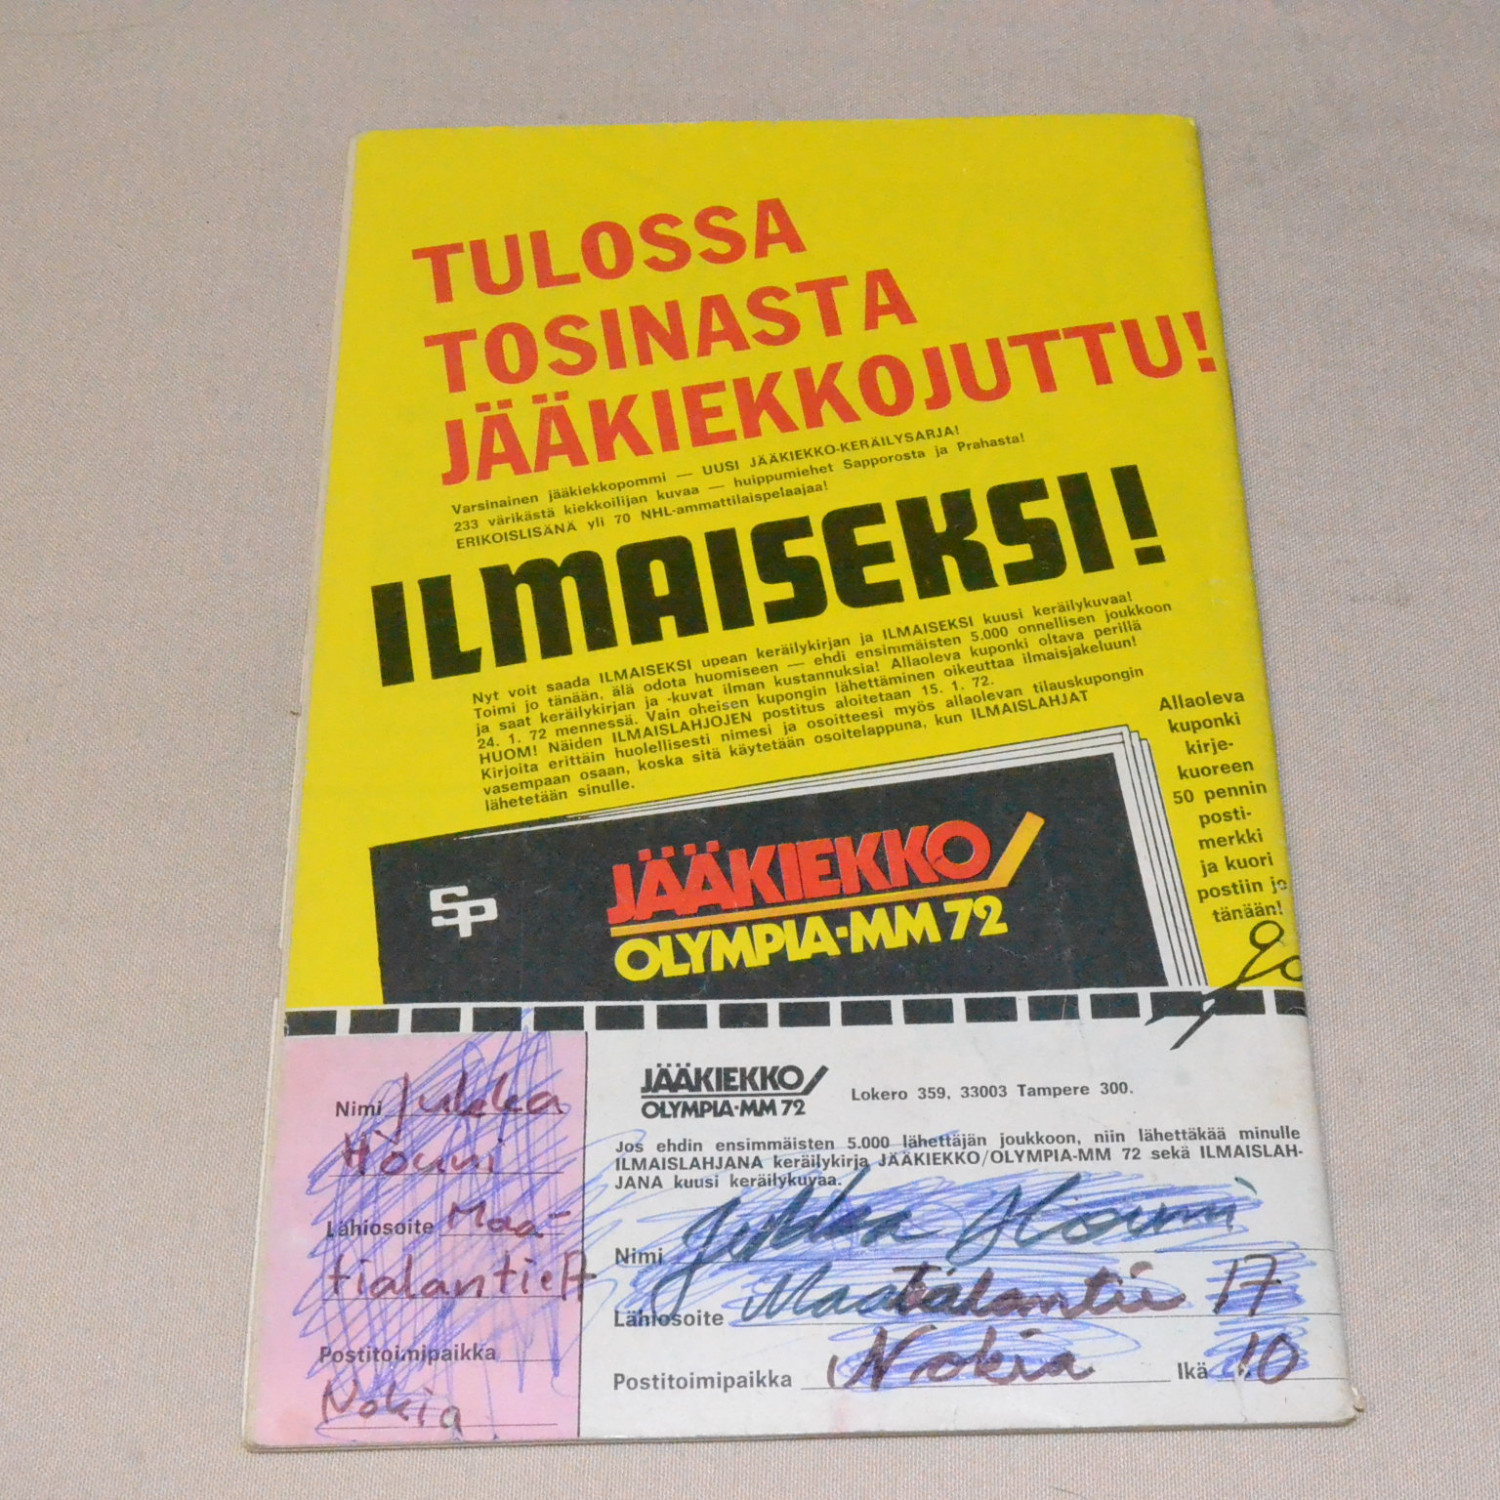 TULOSSA
TOSINASTA
JÄÄKIEKKOJUTTU!
Varsinainen jääkiekkopommi — UUSI JÄÄKIEKKO-KERÄILYSARJA!
233 värikästä kiekkoilijan kuvaa — huippumiehet Sapporosta ja Prahasta!
ERIKOISLISÄNÄ yli 70 NHL-ammattilaispelaajaa!
ILMAISEKSI!
Nyt voit saada ILMAISEKSI upean keräilykirjan ja ILMAISEKSI kuusi keräilykuvaa!
Toimi jo tänään, älä odota huomiseen — ehdi ensimmäisten 5.000 onnellisen joukkoon
ja saat keräilykirjan ja -kuvat ilman kustannuksia! Allaoleva kuponki oltava perillä
24. 1. 72 mennessä. Vain oheisen kupongin lähettäminen oikeuttaa ilmaisjakeluun!
HUOM! Näiden ILMAISLAHJOJEN postitus aloitetaan 15. 1. 72.
Kirjoita erittäin huolellisesti nimesi ja osoitteesi myös allaolevan tilauskupongin
vasempaan osaan, koska sitä käytetään osoitelappuna, kun ILMAISLAHJAT
lähetetään sinulle.
Allaoleva
kuponki
kirje-
kuoreen
50 pennin
posti-
merkki
ja kuori
postiin jo
tänään!
SP
JÄÄKIEKKO/
OLYMPIA-MM 72
Nimi Jukka
Lähiosoite Maa-
Postitoimipaikka
Nokia
JÄÄKIEKKO/
OLYMPIA-MM 72
Lokero 359, 33003 Tampere 300.
Jos ehdin ensimmäisten 5.000 lähettäjän joukkoon, niin lähettäkää minulle
ILMAISLAHJANA keräilykirja JÄÄKIEKKO/OLYMPIA-MM 72 sekä ILMAISLAH-
JANA kuusi keräilykuvaa.
Nimi Jukka
Lähiosoite 17
Postitoimipaikka Nokia Ikä 10